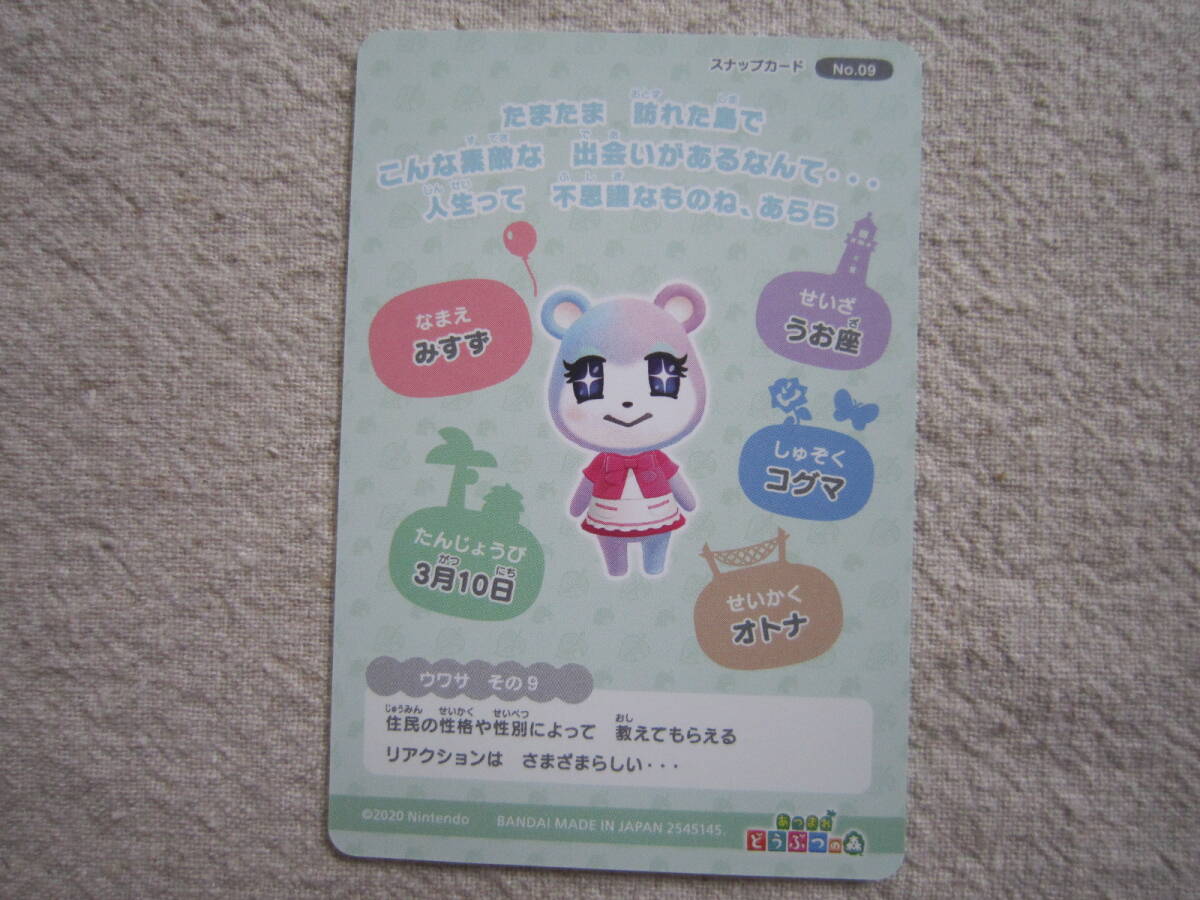 スナップカード No.09
たまたま 訪れた島で
こんな素敵な 出会いがあるなんて・・・
人生って 不思議なものね、あらら
なまえ
みすず
せいざ
うお座
しゅぞく
コグマ
たんじょうび
3月10日
せいかく
オトナ
ウワサ その9
住民の性格や性別によって 教えてもらえる
リアクションは さまざまらしい・・・
©2020 Nintendo BANDAI MADE IN JAPAN 2545145.
あつまれ
どうぶつの森